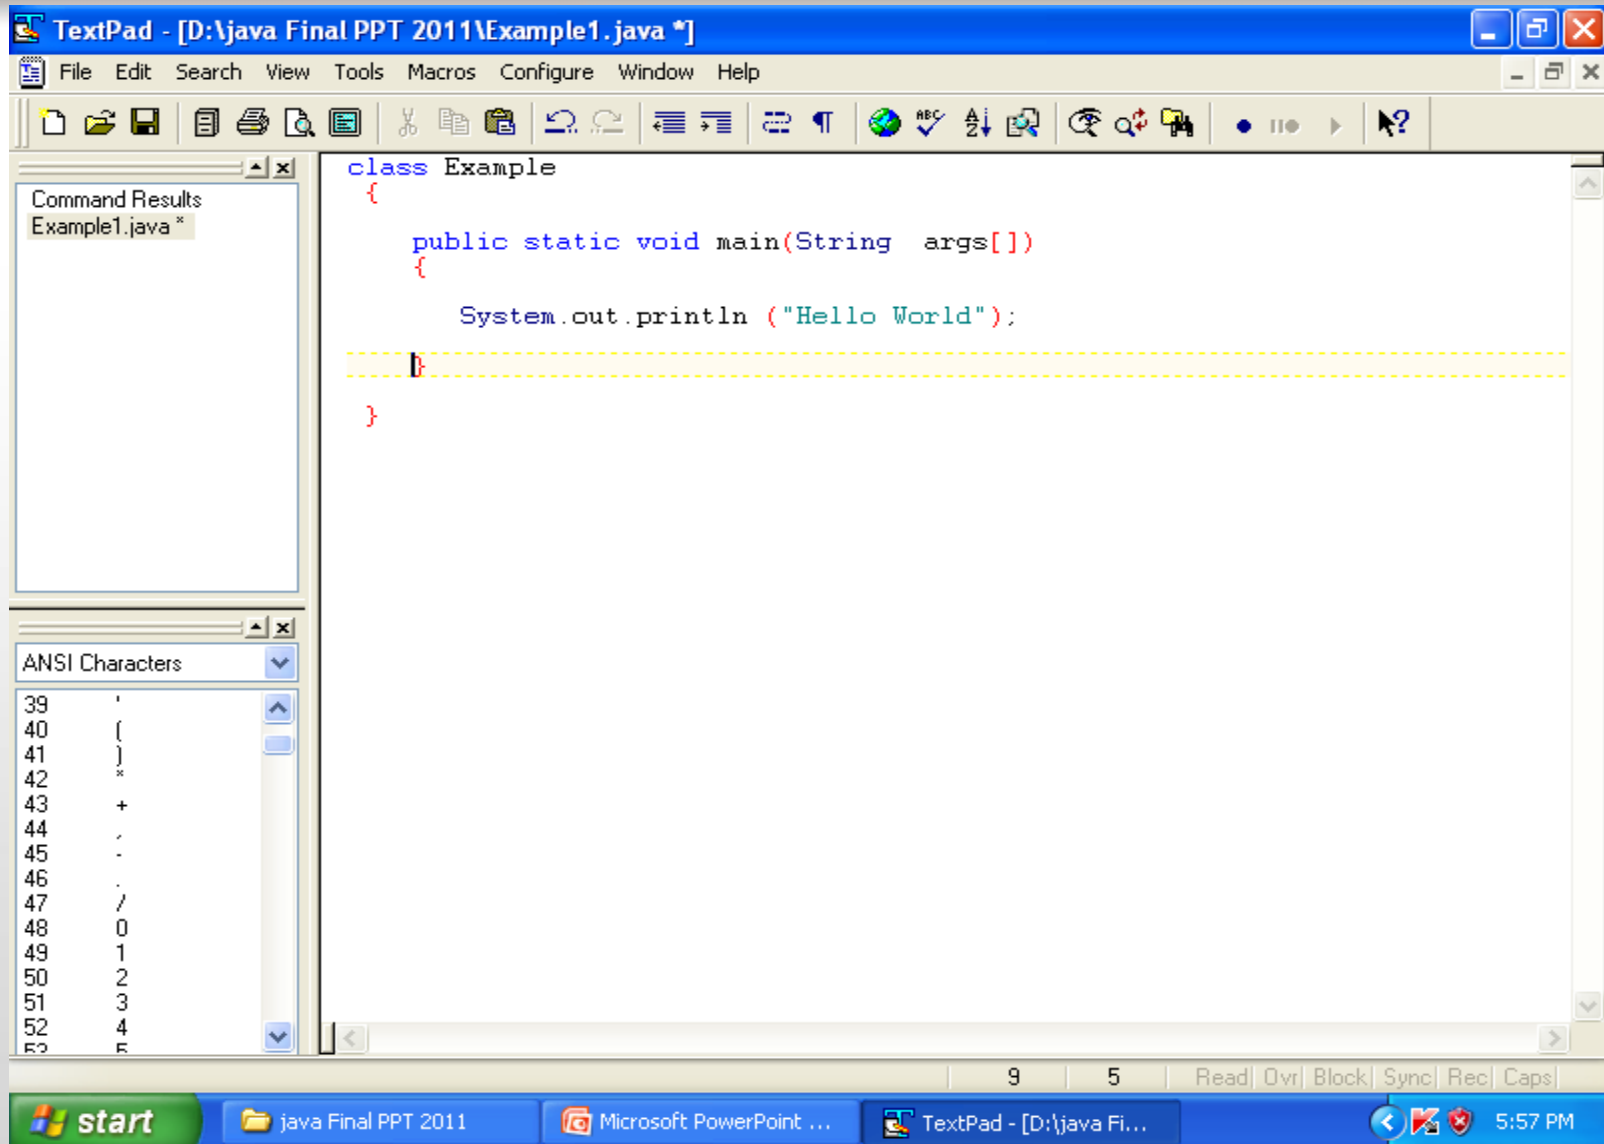 TextPad - [D:\java Final PPT 2011\Example1.java *]
File Edit Search View Tools Macros Configure Window Help
Command Results
Example1.java *
class Example
{
public static void main(String  args[])
{
System.out.println ("Hello World");
}
}
ANSI Characters
39 '
40 (
41 )
42 *
43 +
44 ,
45 -
46 .
47 /
48 0
49 1
50 2
51 3
52 4
53 5
9 5 Read Ovr Block Sync Rec Caps
start java Final PPT 2011 Microsoft PowerPoint ... TextPad - [D:\java Fi... 5:57 PM